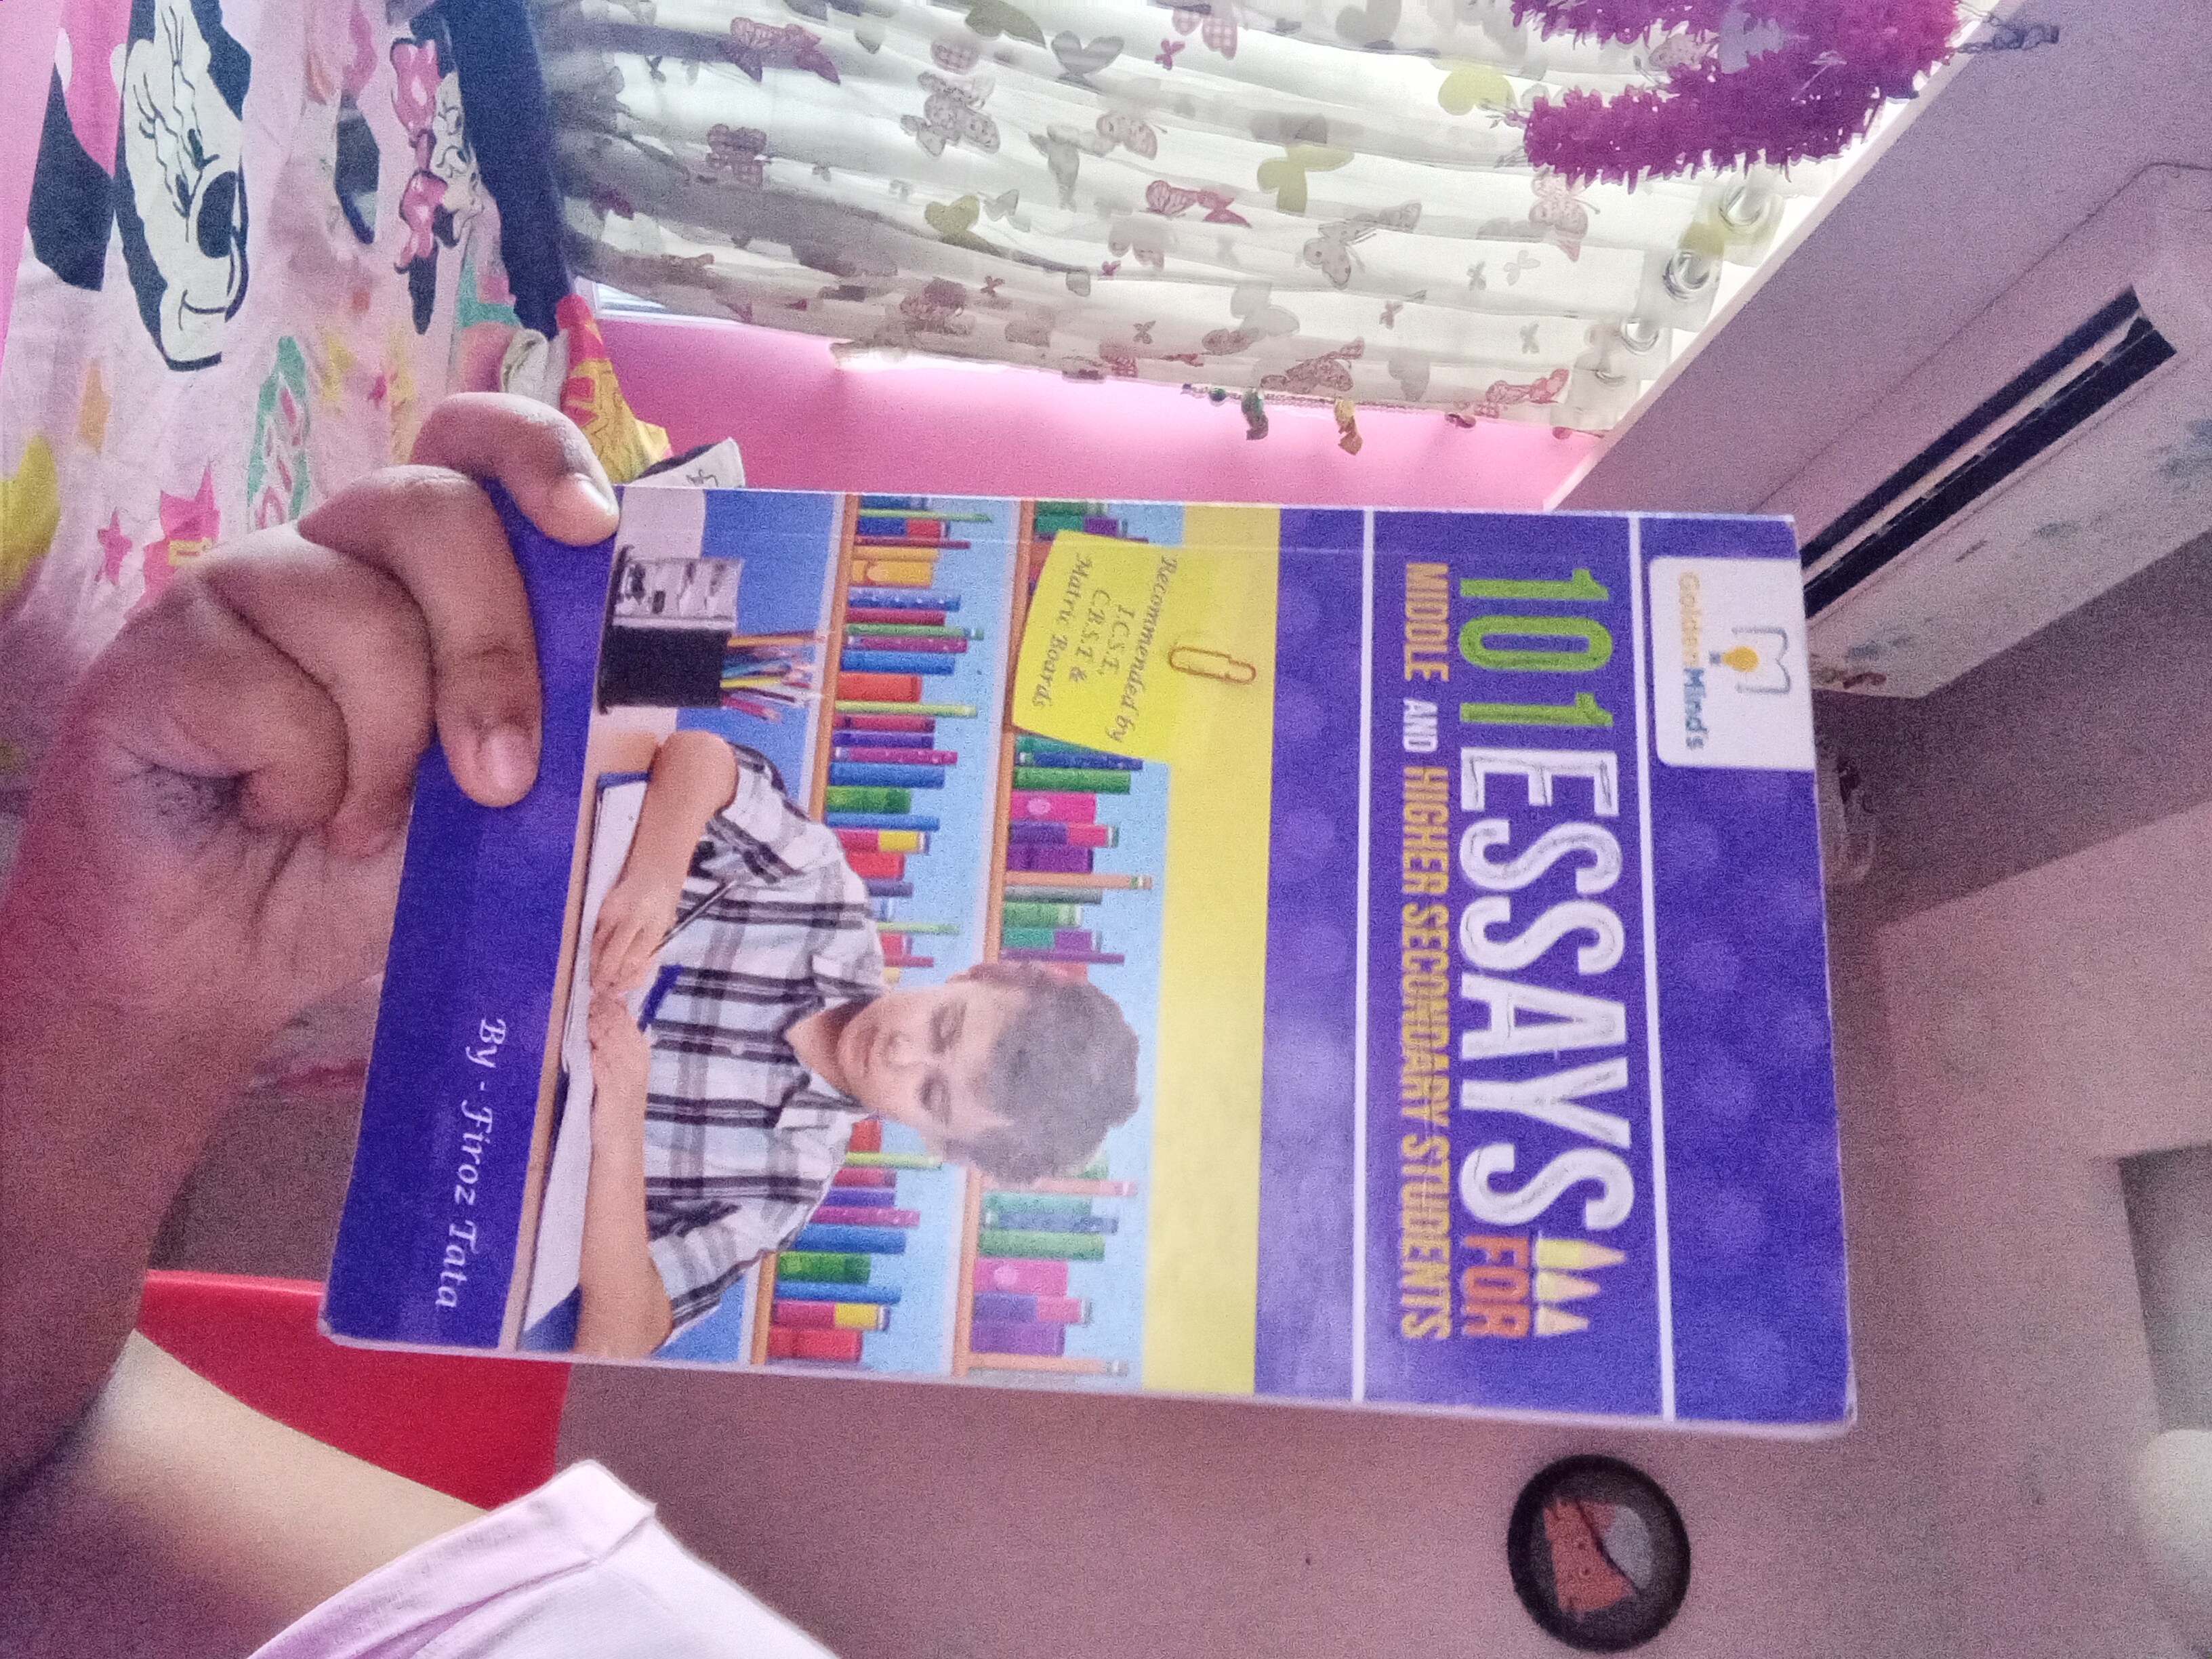 GoldenMind's
101 ESSAYS FOR
MIDDLE AND HIGHER SECONDARY STUDENTS
Recommended by
I.C.S.E,
C.B.S.E &
Matric Boards
By - Firoz Tata